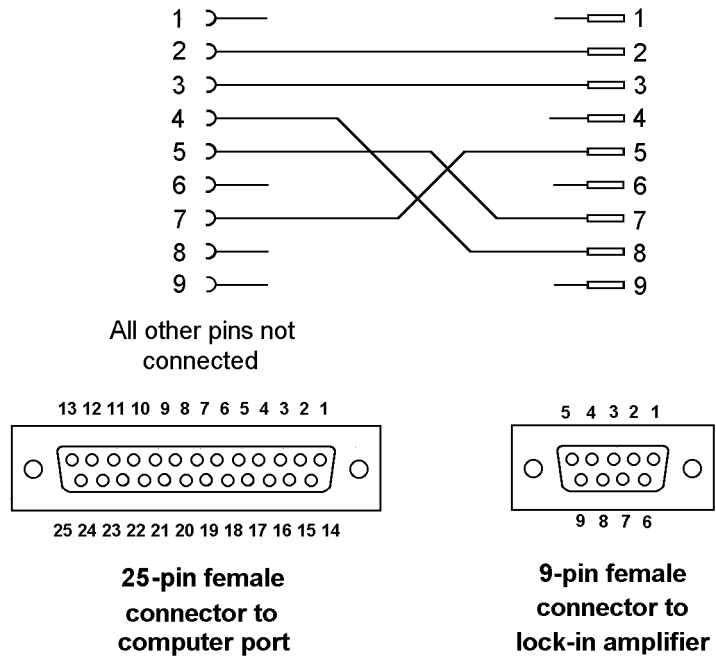 1 1
2 2
3 3
4 4
5 5
6 6
7 7
8 8
9 9
All other pins not
connected
13 12 11 10 9 8 7 6 5 4 3 2 1
5 4 3 2 1
25 24 23 22 21 20 19 18 17 16 15 14
9 8 7 6
25-pin female
connector to
computer port
9-pin female
connector to
lock-in amplifier